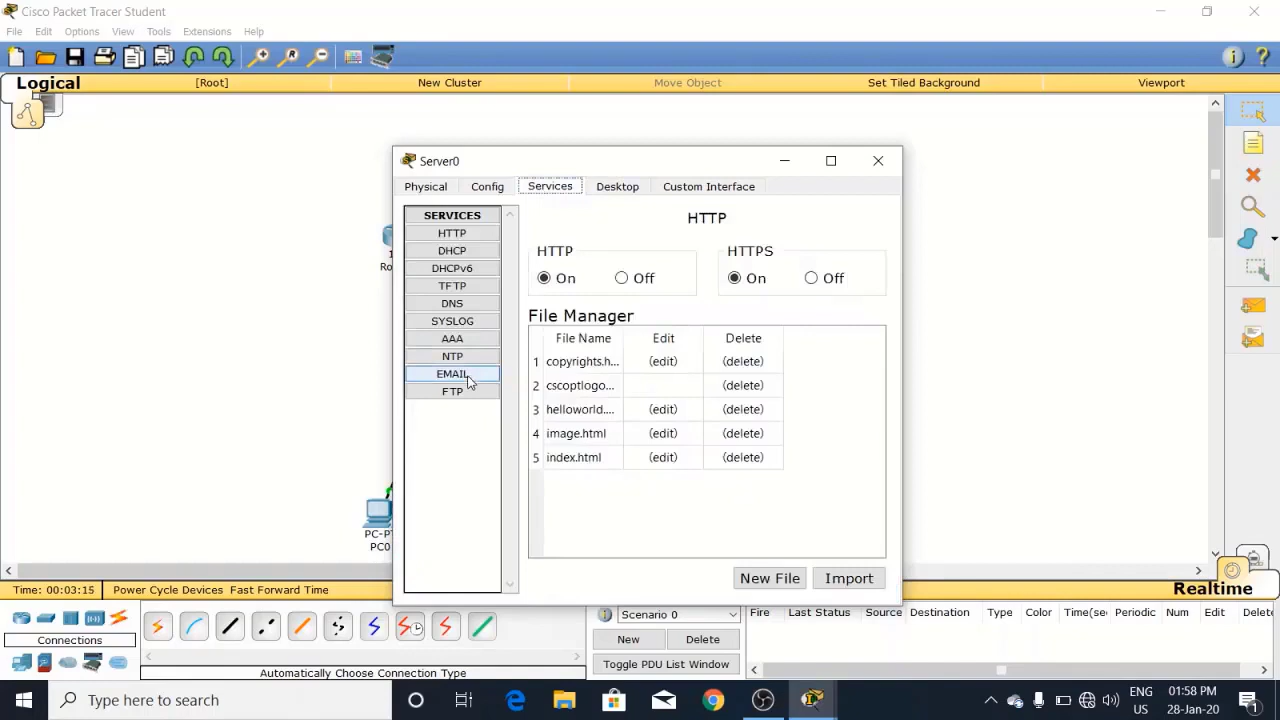 Cisco Packet Tracer Student
File Edit Options View Tools Extensions Help
Logical [Root] New Cluster Move Object Set Tiled Background Viewport
Server0
Physical Config Services Desktop Custom Interface
SERVICES
HTTP
DHCP
DHCPv6
TFTP
DNS
SYSLOG
AAA
NTP
EMAIL
FTP
HTTP
HTTP HTTPS
On Off On Off
File Manager
File Name Edit Delete
1 copyrights.h... (edit) (delete)
2 cscoptlogo... (delete)
3 helloworld.... (edit) (delete)
4 image.html (edit) (delete)
5 index.html (edit) (delete)
New File Import
1
Ro
PC-PT
PC0
Time: 00:03:15 Power Cycle Devices Fast Forward Time Realtime
Connections
Automatically Choose Connection Type
Scenario 0
New Delete
Toggle PDU List Window
Fire Last Status Source Destination Type Color Time(sec Periodic Num Edit Delete
Type here to search
ENG
US
01:58 PM
28-Jan-20
1